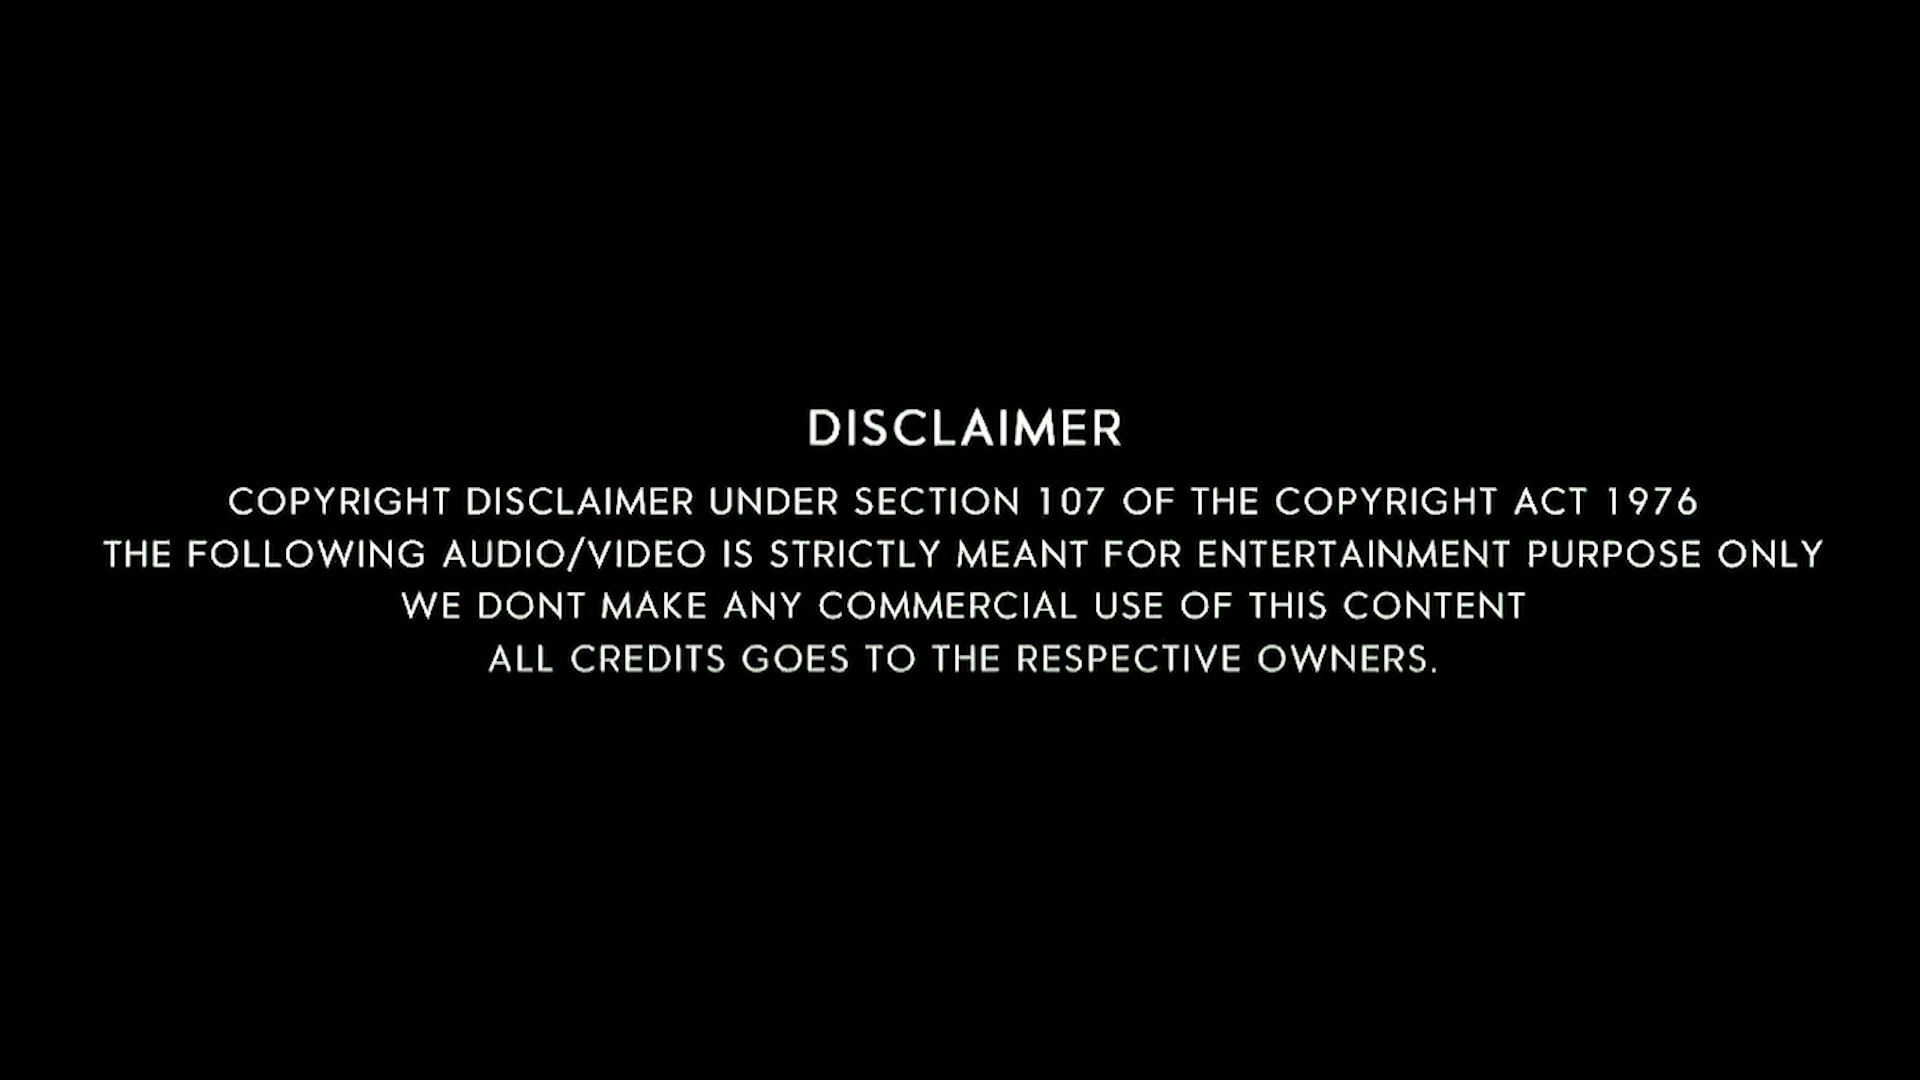 DISCLAIMER
COPYRIGHT DISCLAIMER UNDER SECTION 107 OF THE COPYRIGHT ACT 1976
THE FOLLOWING AUDIO/VIDEO IS STRICTLY MEANT FOR ENTERTAINMENT PURPOSE ONLY
WE DONT MAKE ANY COMMERCIAL USE OF THIS CONTENT
ALL CREDITS GOES TO THE RESPECTIVE OWNERS.